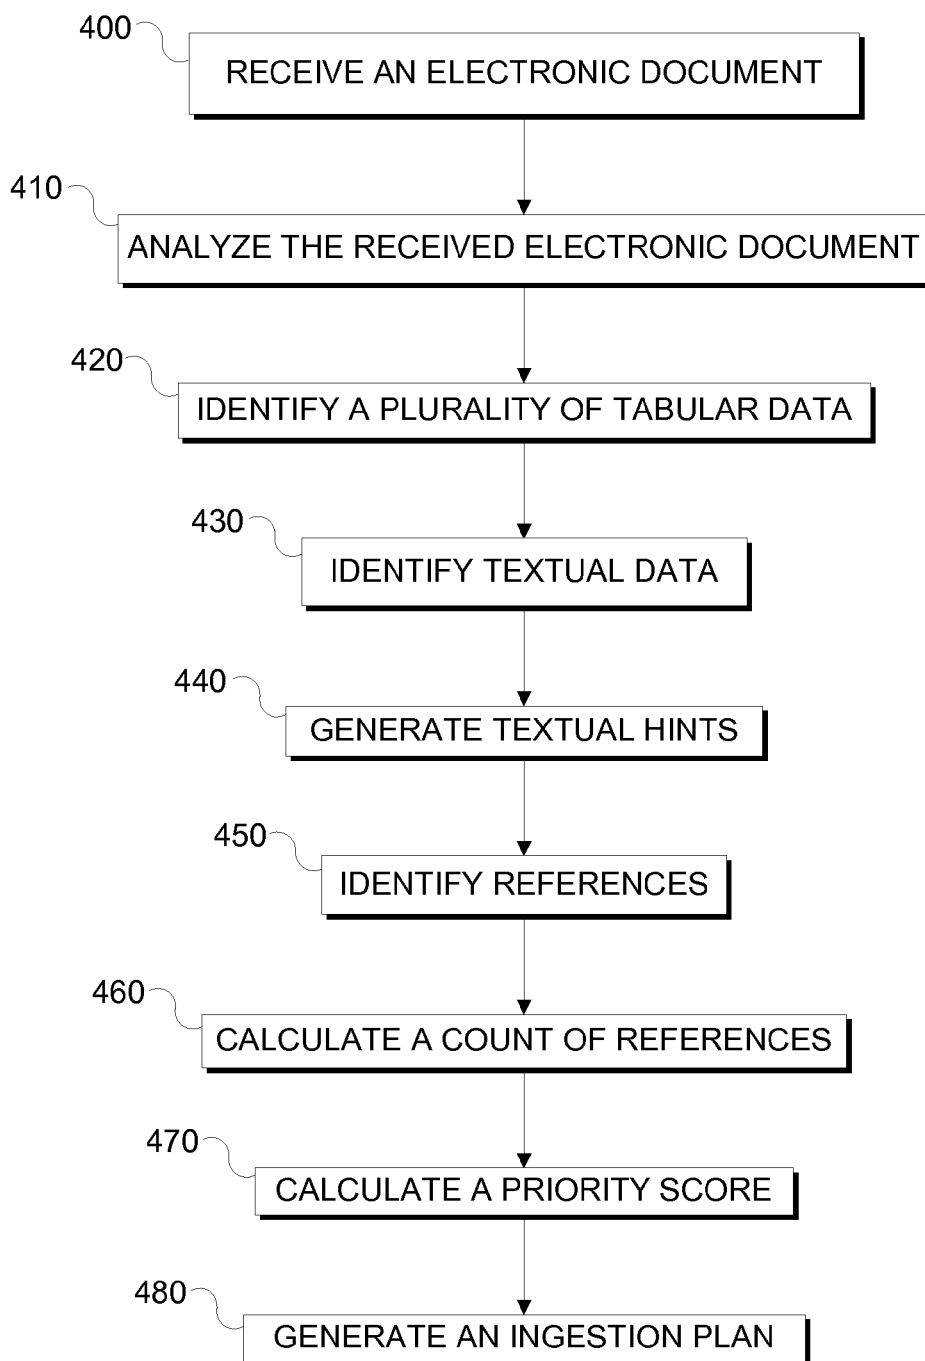 400
RECEIVE AN ELECTRONIC DOCUMENT
410
ANALYZE THE RECEIVED ELECTRONIC DOCUMENT
420
IDENTIFY A PLURALITY OF TABULAR DATA
430
IDENTIFY TEXTUAL DATA
440
GENERATE TEXTUAL HINTS
450
IDENTIFY REFERENCES
460
CALCULATE A COUNT OF REFERENCES
470
CALCULATE A PRIORITY SCORE
480
GENERATE AN INGESTION PLAN